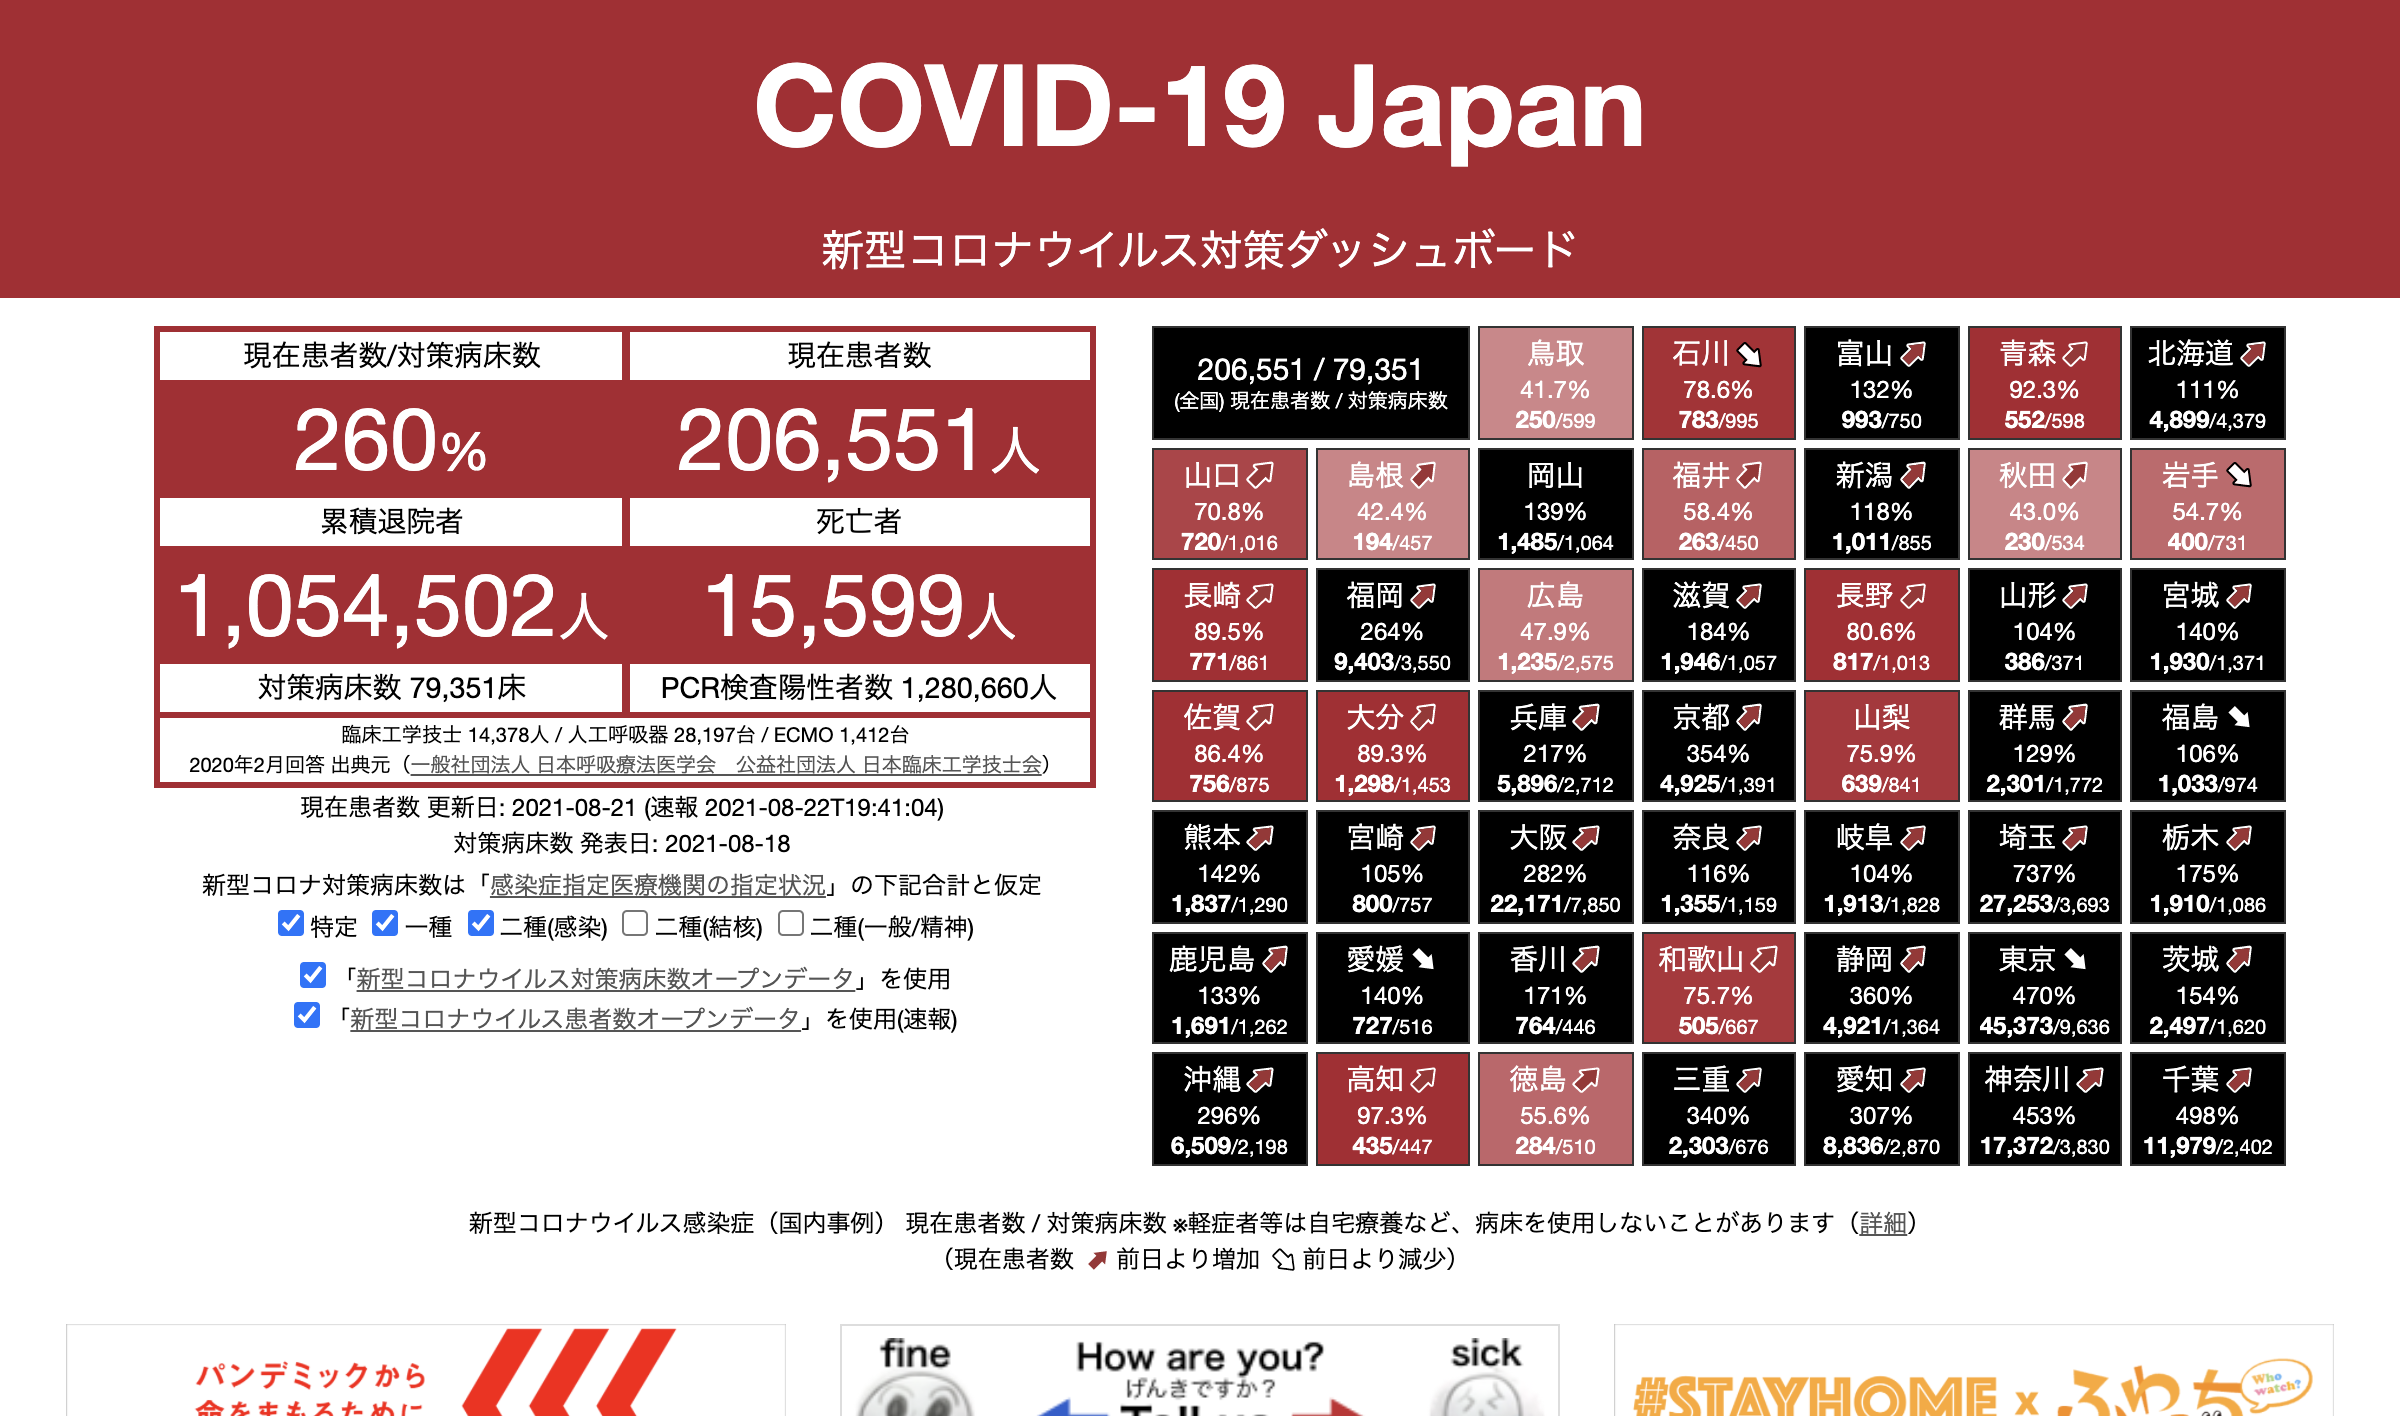 COVID-19 Japan
新型コロナウイルス対策ダッシュボード
現在患者数/対策病床数
現在患者数
260%
206,551人
累積退院者
死亡者
1,054,502人
15,599人
対策病床数 79,351床
PCR検査陽性者数 1,280,660人
臨床工学技士 14,378人 / 人工呼吸器 28,197台 / ECMO 1,412台
2020年2月回答 出典元（一般社団法人 日本呼吸療法医学会　公益社団法人 日本臨床工学技士会）
現在患者数 更新日: 2021-08-21 (速報 2021-08-22T19:41:04)
対策病床数 発表日: 2021-08-18
新型コロナ対策病床数は「感染症指定医療機関の指定状況」の下記合計と仮定
特定 一種 二種(感染) 二種(結核) 二種(一般/精神)
「新型コロナウイルス対策病床数オープンデータ」を使用
「新型コロナウイルス患者数オープンデータ」を使用(速報)
206,551 / 79,351
(全国) 現在患者数 / 対策病床数
鳥取
41.7%
250/599
石川
78.6%
783/995
富山
132%
993/750
青森
92.3%
552/598
北海道
111%
4,899/4,379
山口
70.8%
720/1,016
島根
42.4%
194/457
岡山
139%
1,485/1,064
福井
58.4%
263/450
新潟
118%
1,011/855
秋田
43.0%
230/534
岩手
54.7%
400/731
長崎
89.5%
771/861
福岡
264%
9,403/3,550
広島
47.9%
1,235/2,575
滋賀
184%
1,946/1,057
長野
80.6%
817/1,013
山形
104%
386/371
宮城
140%
1,930/1,371
佐賀
86.4%
756/875
大分
89.3%
1,298/1,453
兵庫
217%
5,896/2,712
京都
354%
4,925/1,391
山梨
75.9%
639/841
群馬
129%
2,301/1,772
福島
106%
1,033/974
熊本
142%
1,837/1,290
宮崎
105%
800/757
大阪
282%
22,171/7,850
奈良
116%
1,355/1,159
岐阜
104%
1,913/1,828
埼玉
737%
27,253/3,693
栃木
175%
1,910/1,086
鹿児島
133%
1,691/1,262
愛媛
140%
727/516
香川
171%
764/446
和歌山
75.7%
505/667
静岡
360%
4,921/1,364
東京
470%
45,373/9,636
茨城
154%
2,497/1,620
沖縄
296%
6,509/2,198
高知
97.3%
435/447
徳島
55.6%
284/510
三重
340%
2,303/676
愛知
307%
8,836/2,870
神奈川
453%
17,372/3,830
千葉
498%
11,979/2,402
新型コロナウイルス感染症（国内事例） 現在患者数 / 対策病床数 ※軽症者等は自宅療養など、病床を使用しないことがあります（詳細）
（現在患者数 前日より増加 前日より減少）
パンデミックから
命をまもるために
fine
How are you?
げんきですか？
Tell us
sick
#STAYHOME x ふわっち
Who watch?